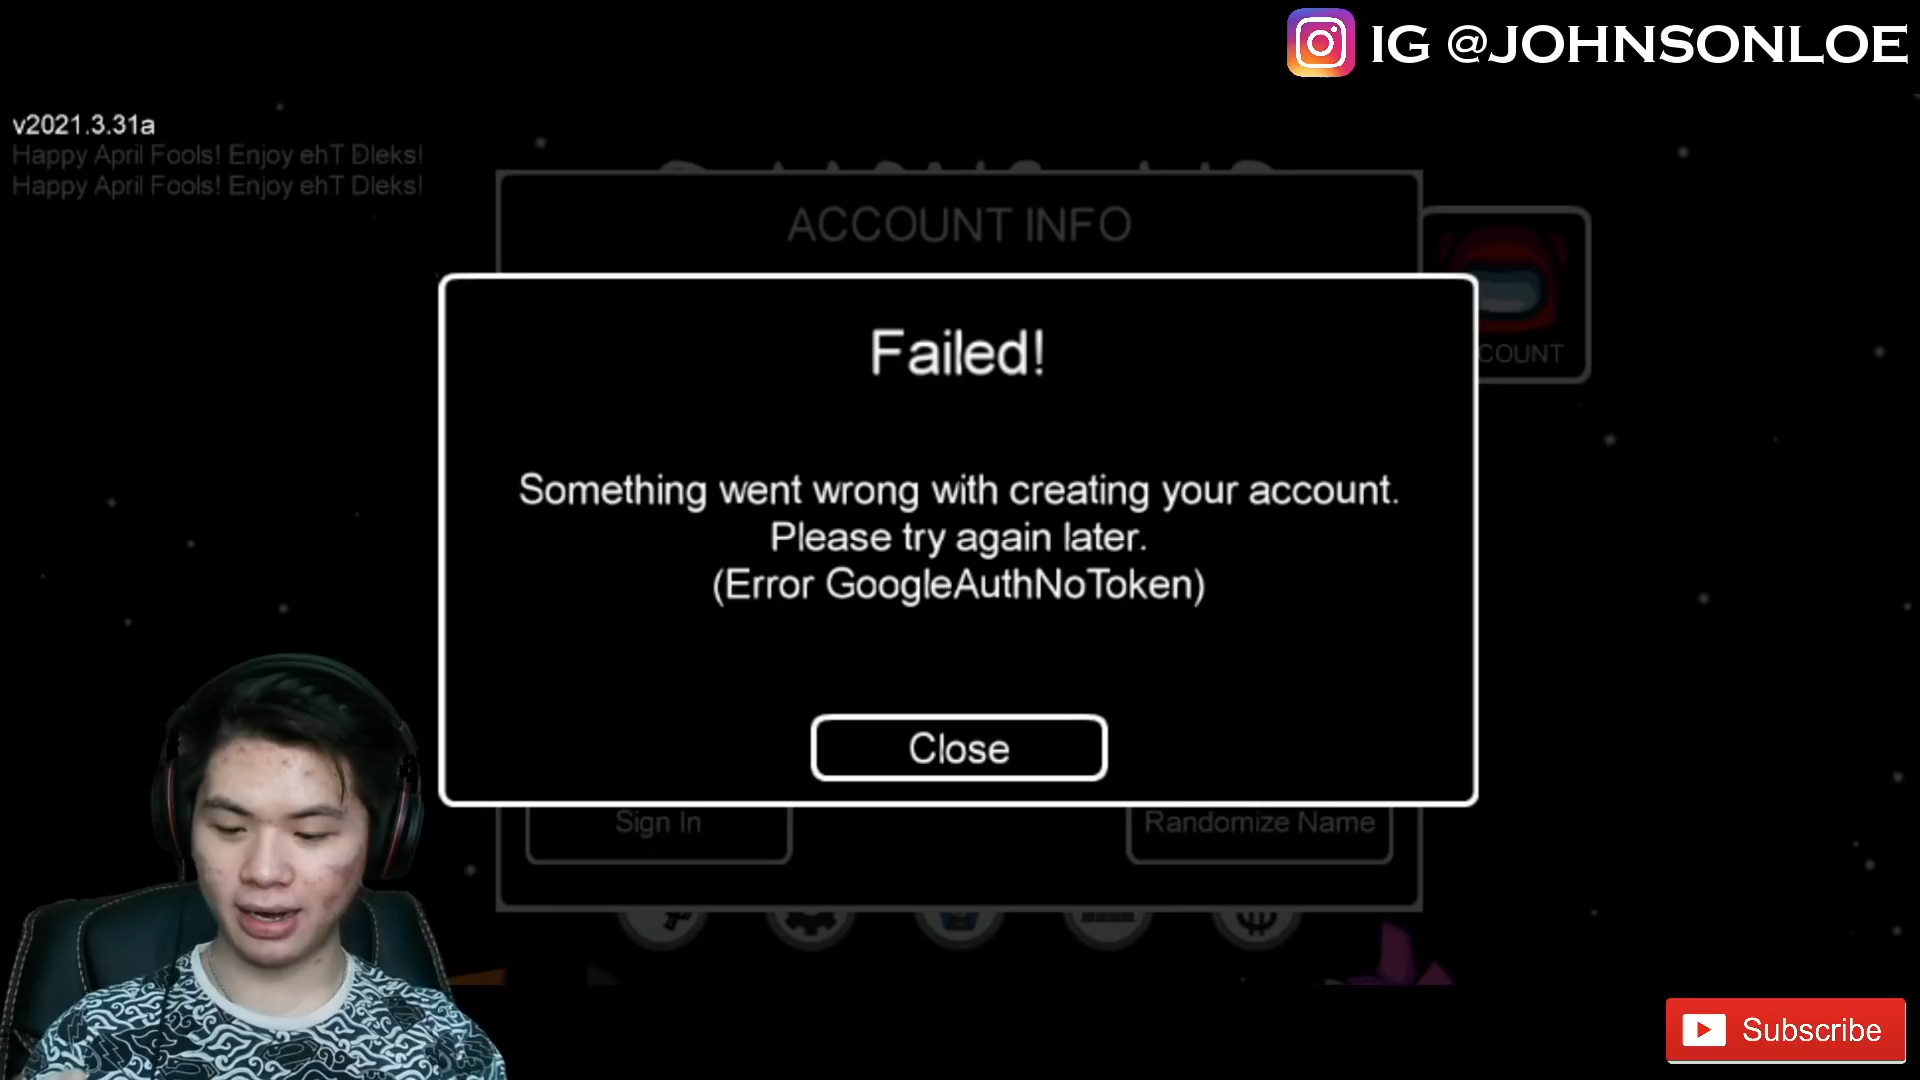 IG @JOHNSONLOE
v2021.3.31a
Happy April Fools! Enjoy ehT Dleks!
Happy April Fools! Enjoy ehT Dleks!
ACCOUNT INFO
COUNT
Failed!
Something went wrong with creating your account.
Please try again later.
(Error GoogleAuthNoToken)
Close
Sign In
Randomize Name
Subscribe